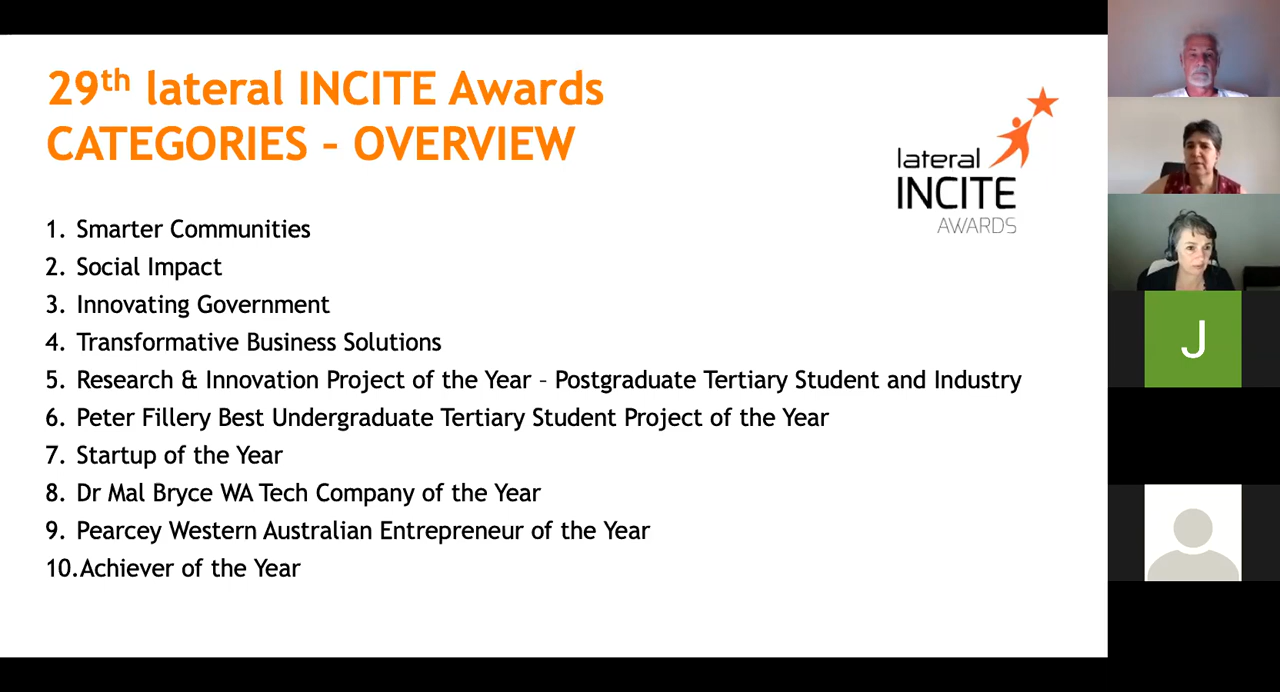 29th lateral INCITE Awards
CATEGORIES – OVERVIEW
lateral
INCITE
AWARDS
1. Smarter Communities
2. Social Impact
3. Innovating Government
4. Transformative Business Solutions
5. Research & Innovation Project of the Year – Postgraduate Tertiary Student and Industry
6. Peter Fillery Best Undergraduate Tertiary Student Project of the Year
7. Startup of the Year
8. Dr Mal Bryce WA Tech Company of the Year
9. Pearcey Western Australian Entrepreneur of the Year
10.Achiever of the Year
J